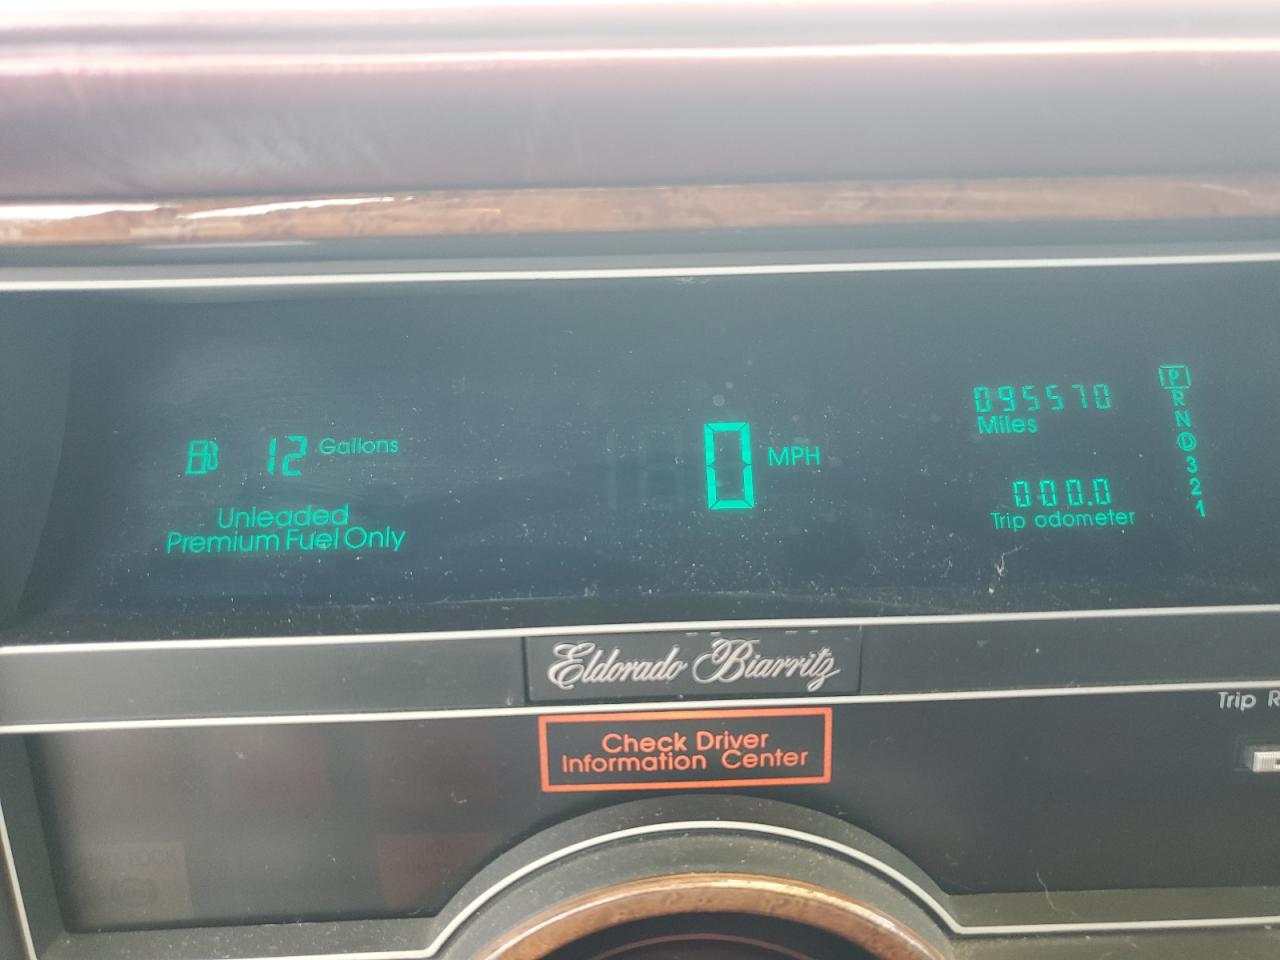 12 Gallons
Unleaded
Premium Fuel Only
0 MPH
095570
Miles
000.0
Trip odometer
P
R
N
D
3
2
1
Eldorado Biarritz
Check Driver
Information Center
Trip R